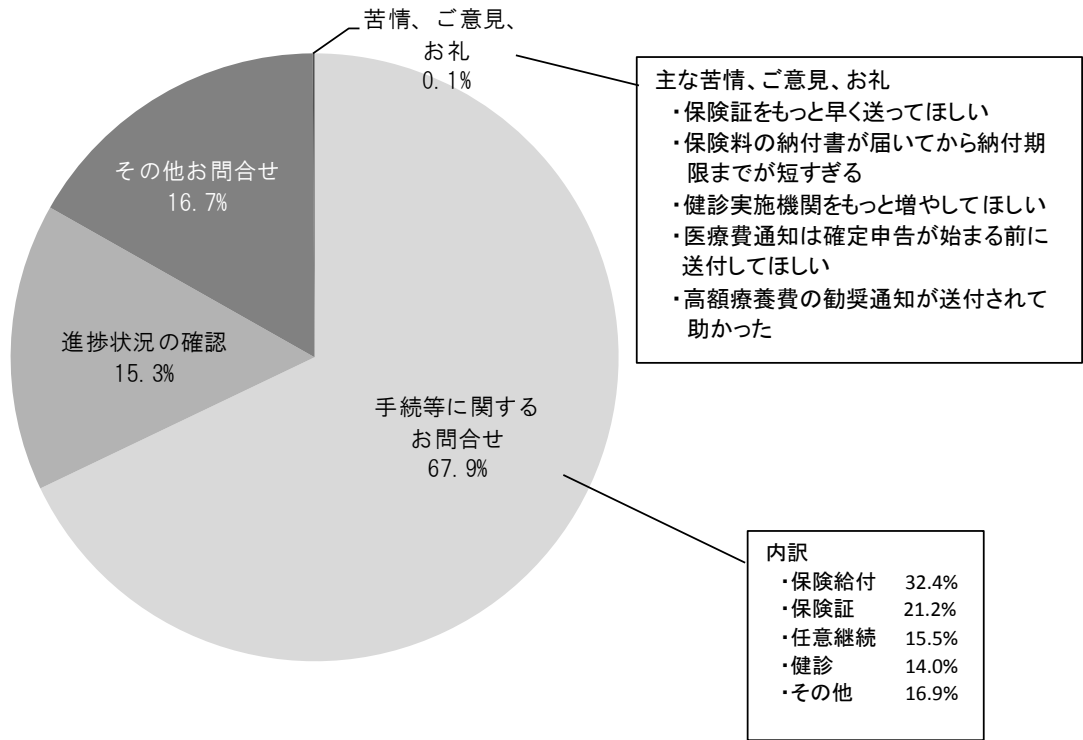 苦情、ご意見、
お礼
0.1%
主な苦情、ご意見、お礼
・保険証をもっと早く送ってほしい
・保険料の納付書が届いてから納付期
限までが短すぎる
・健診実施機関をもっと増やしてほしい
・医療費通知は確定申告が始まる前に
送付してほしい
・高額療養費の勧奨通知が送付されて
助かった
その他お問合せ
16.7%
進捗状況の確認
15.3%
手続等に関する
お問合せ
67.9%
内訳
・保険給付 32.4%
・保険証 21.2%
・任意継続 15.5%
・健診 14.0%
・その他 16.9%